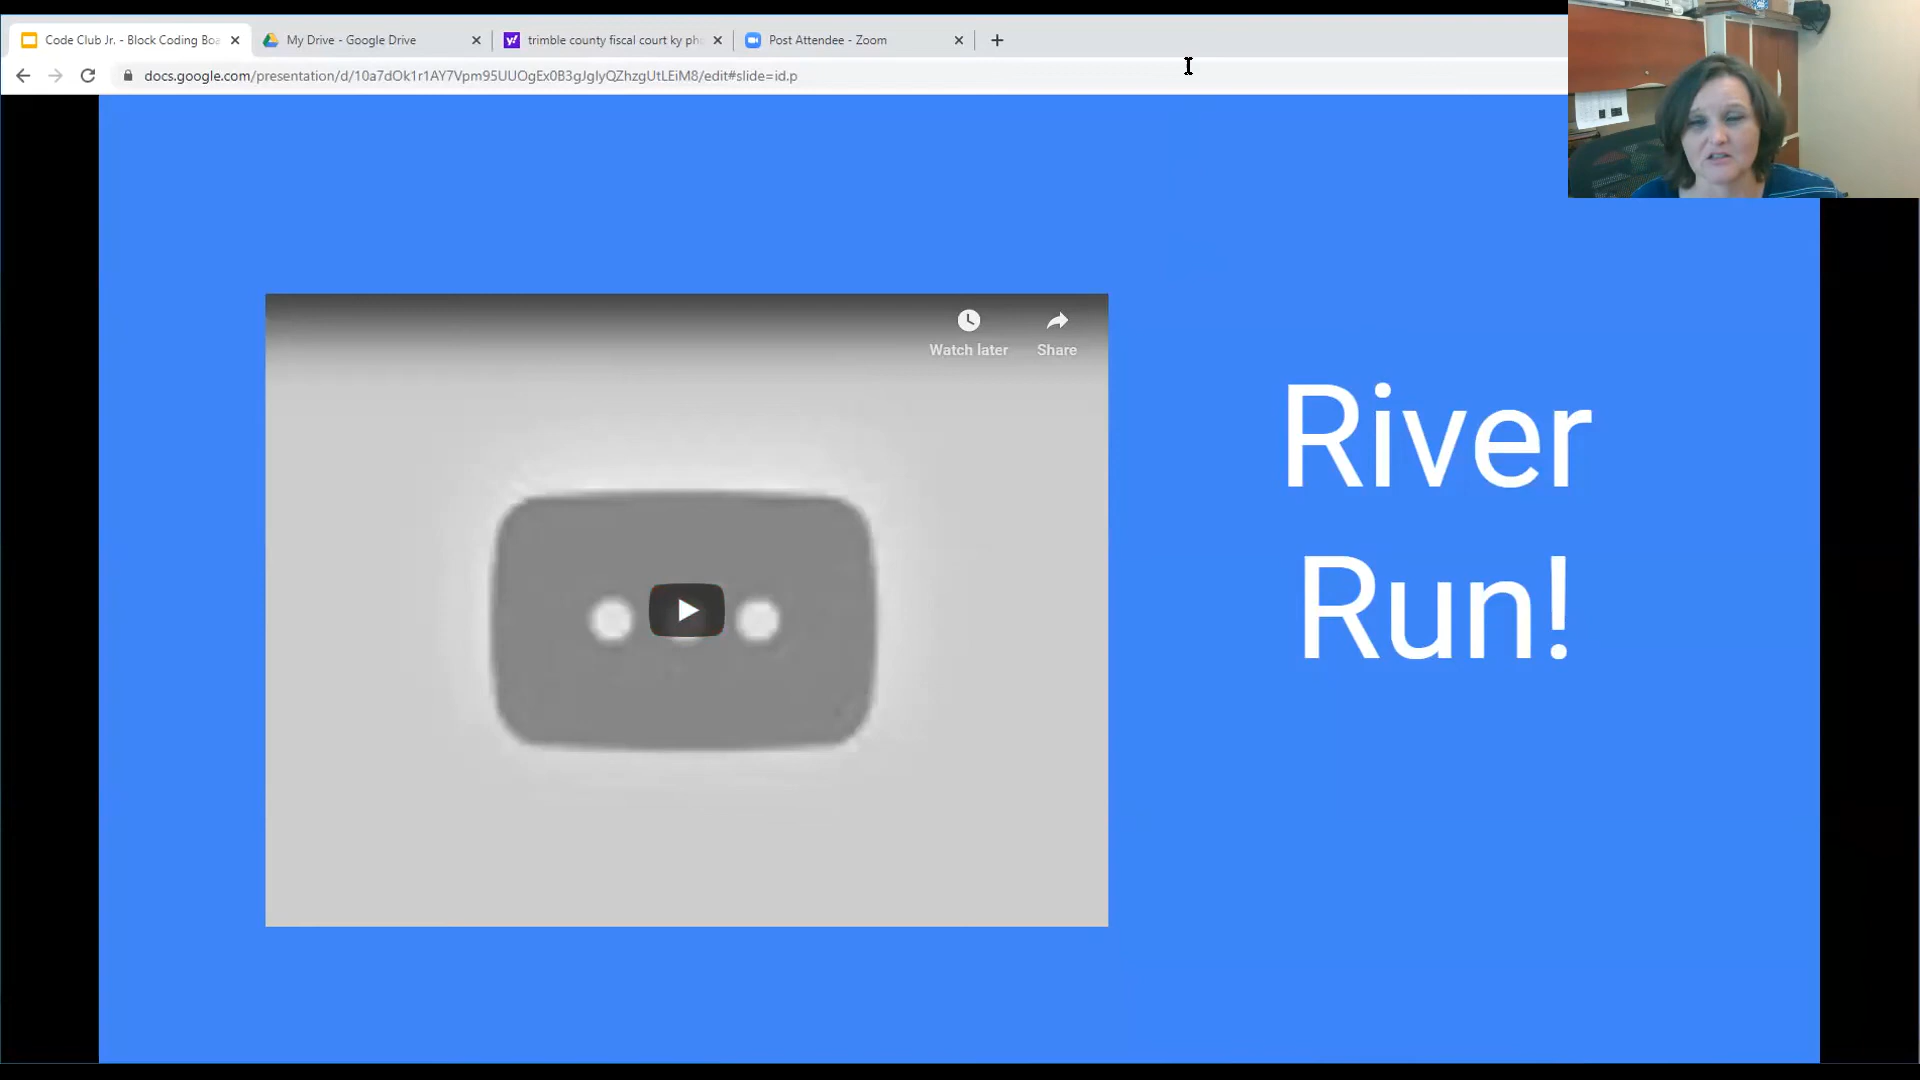 Code Club Jr. - Block Coding Boa
My Drive - Google Drive
trimble county fiscal court ky pho
Post Attendee - Zoom
docs.google.com/presentation/d/10a7dOk1r1AY7Vpm95UUOgEx0B3gJglyQZhzgUtLEiM8/edit#slide=id.p
Watch later
Share
River
Run!